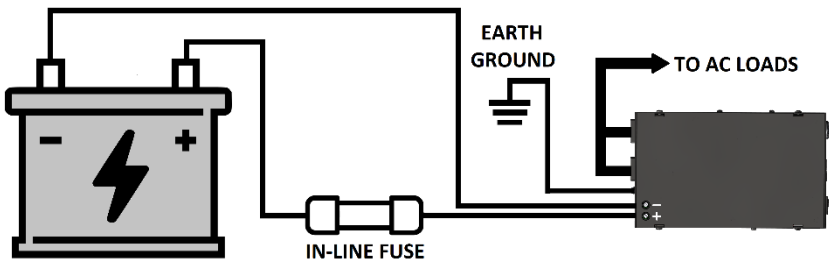 EARTH
GROUND
TO AC LOADS
- +
-
+
IN-LINE FUSE